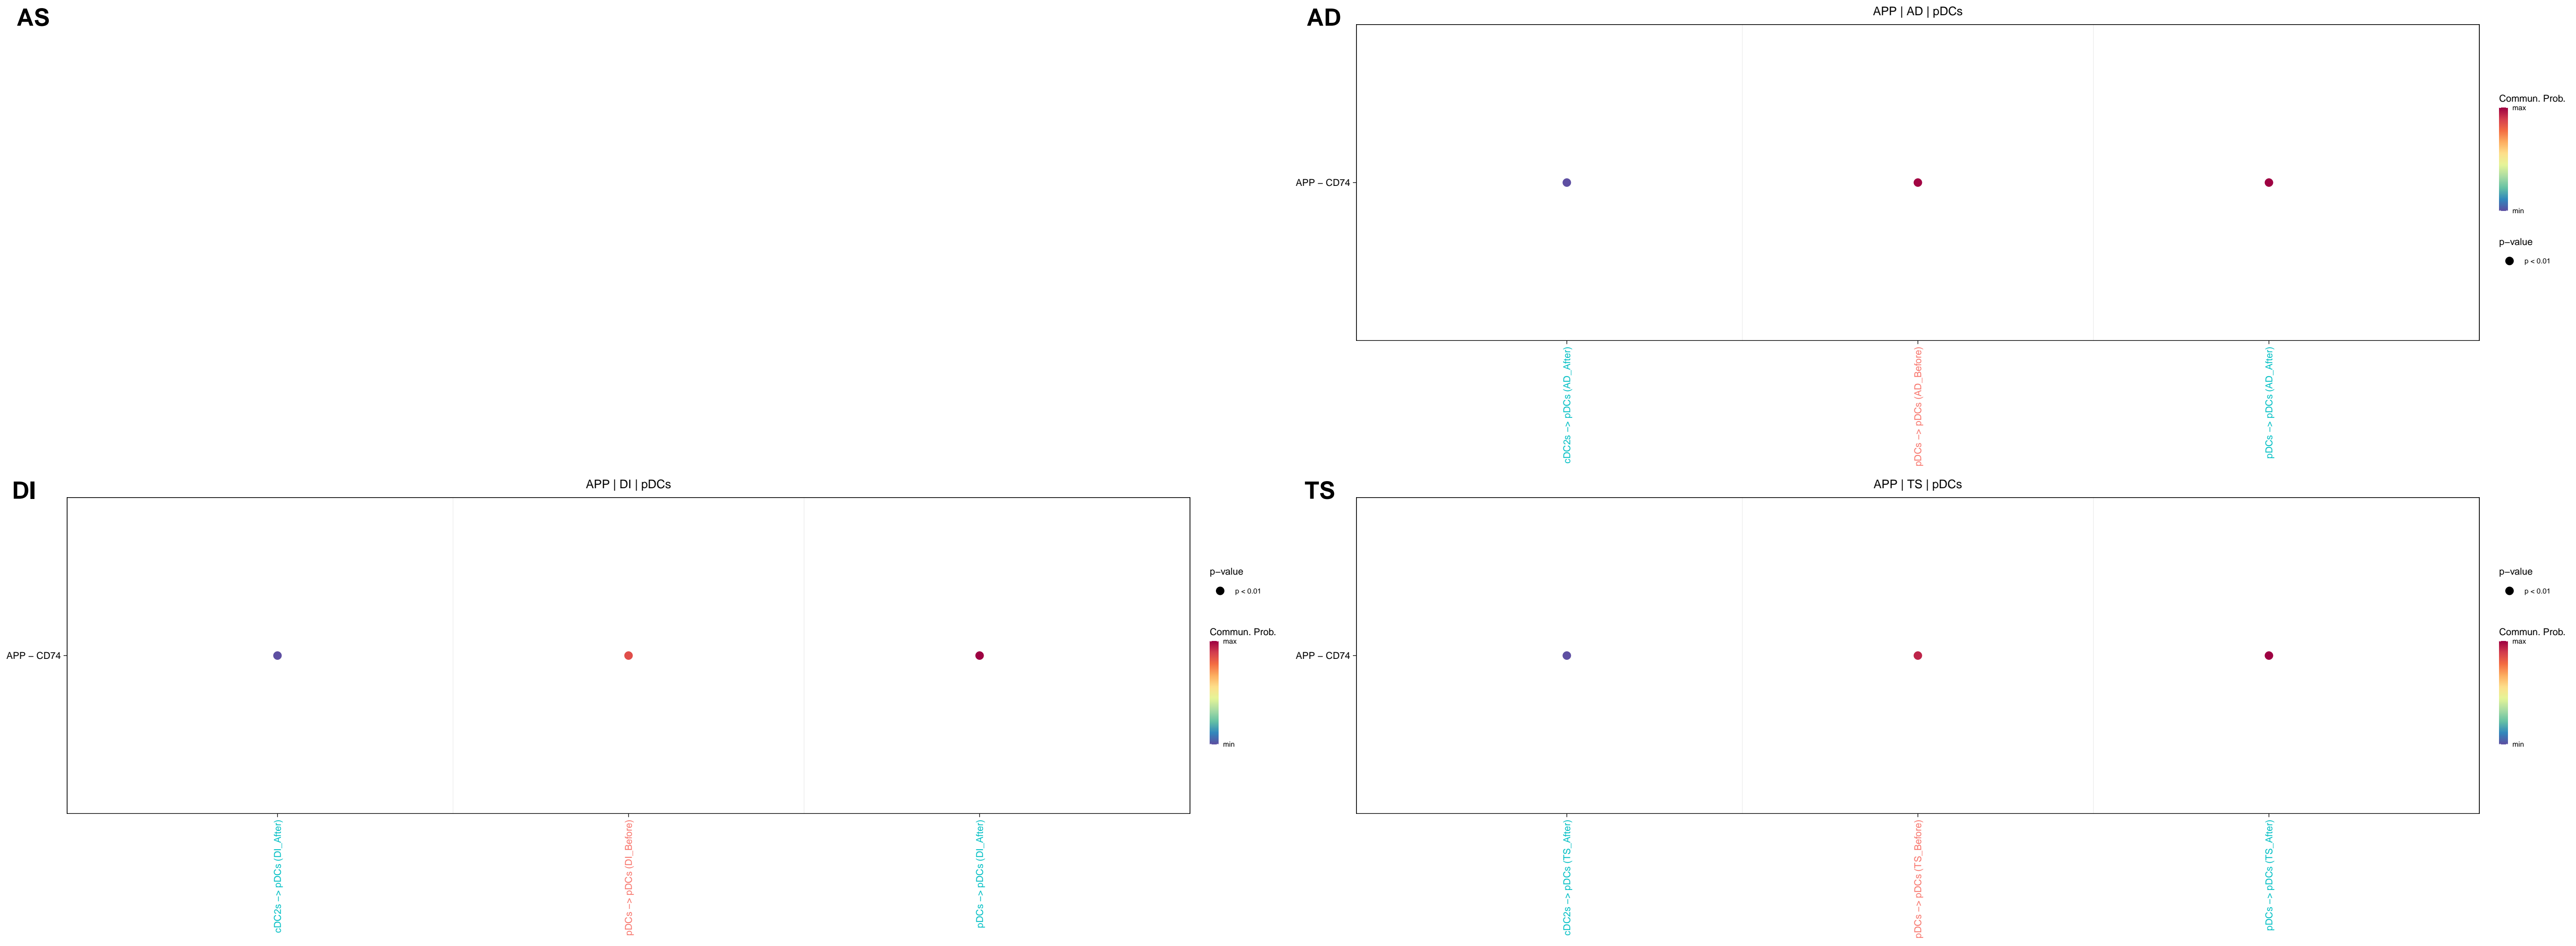 AS
AD
APP | AD | pDCs
APP − CD74
cDC2s −> pDCs (AD_After)
pDCs −> pDCs (AD_Before)
pDCs −> pDCs (AD_After)
Commun. Prob.
max
min
p−value
p < 0.01
DI
APP | DI | pDCs
APP − CD74
cDC2s −> pDCs (DI_After)
pDCs −> pDCs (DI_Before)
pDCs −> pDCs (DI_After)
p−value
p < 0.01
Commun. Prob.
max
min
TS
APP | TS | pDCs
APP − CD74
cDC2s −> pDCs (TS_After)
pDCs −> pDCs (TS_Before)
pDCs −> pDCs (TS_After)
p−value
p < 0.01
Commun. Prob.
max
min